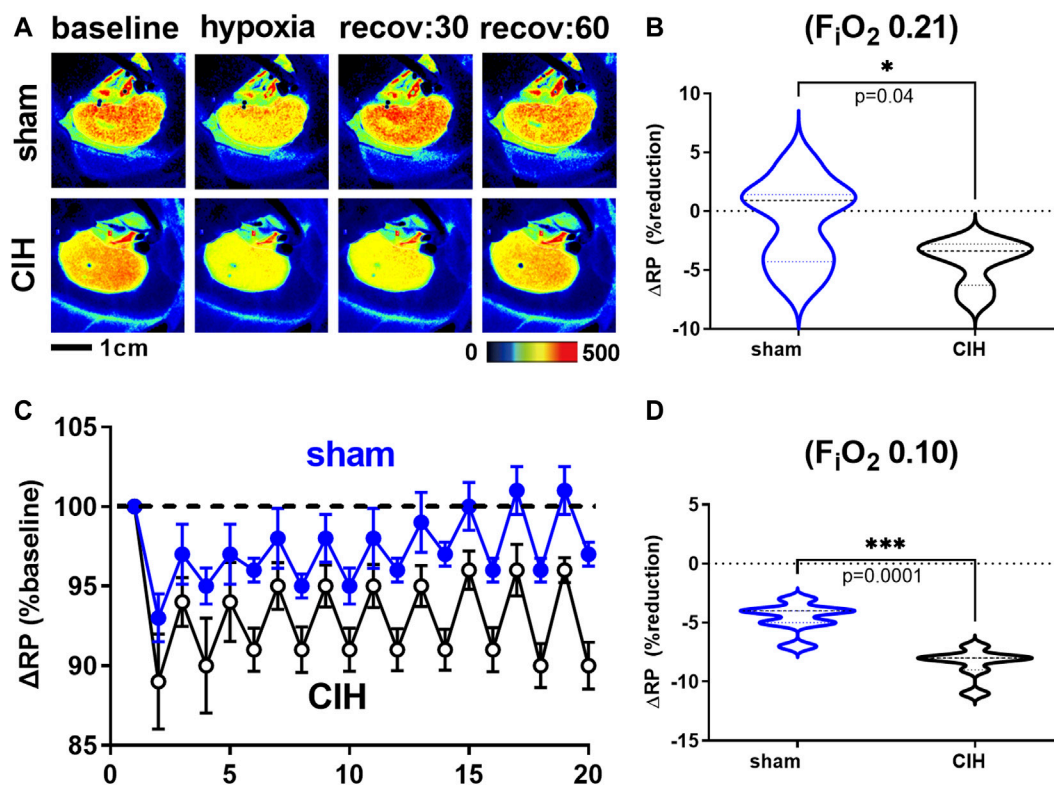 A
baseline hypoxia recov:30 recov:60
sham
CIH
1cm
0 500
B
(FiO2 0.21)
*
p=0.04
10
5
0
-5
-10
ΔRP (%reduction)
sham CIH
C
105
100
95
90
85
ΔRP (%baseline)
sham
CIH
0 5 10 15 20
D
(FiO2 0.10)
***
p=0.0001
5
0
-5
-10
-15
ΔRP (%reduction)
sham CIH